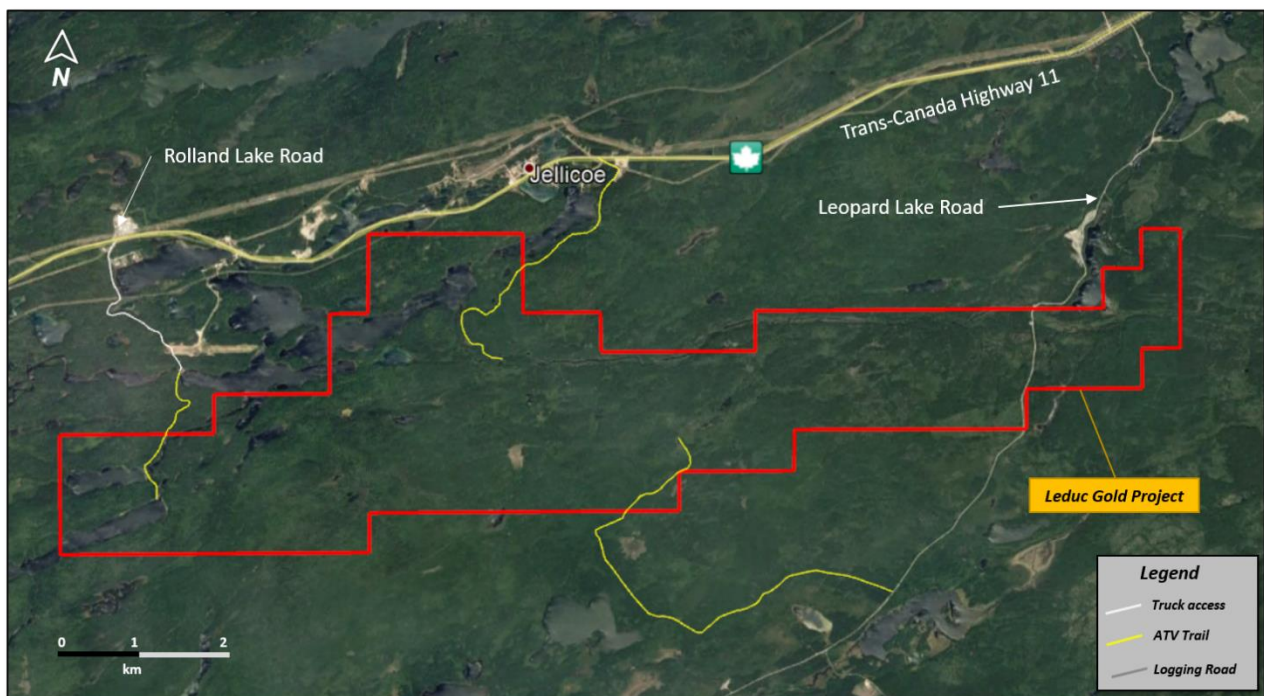 N
Trans-Canada Highway 11
Rolland Lake Road
Jellicoe
Leopard Lake Road
Leduc Gold Project
Legend
Truck access
ATV Trail
Logging Road
0 1 2
km